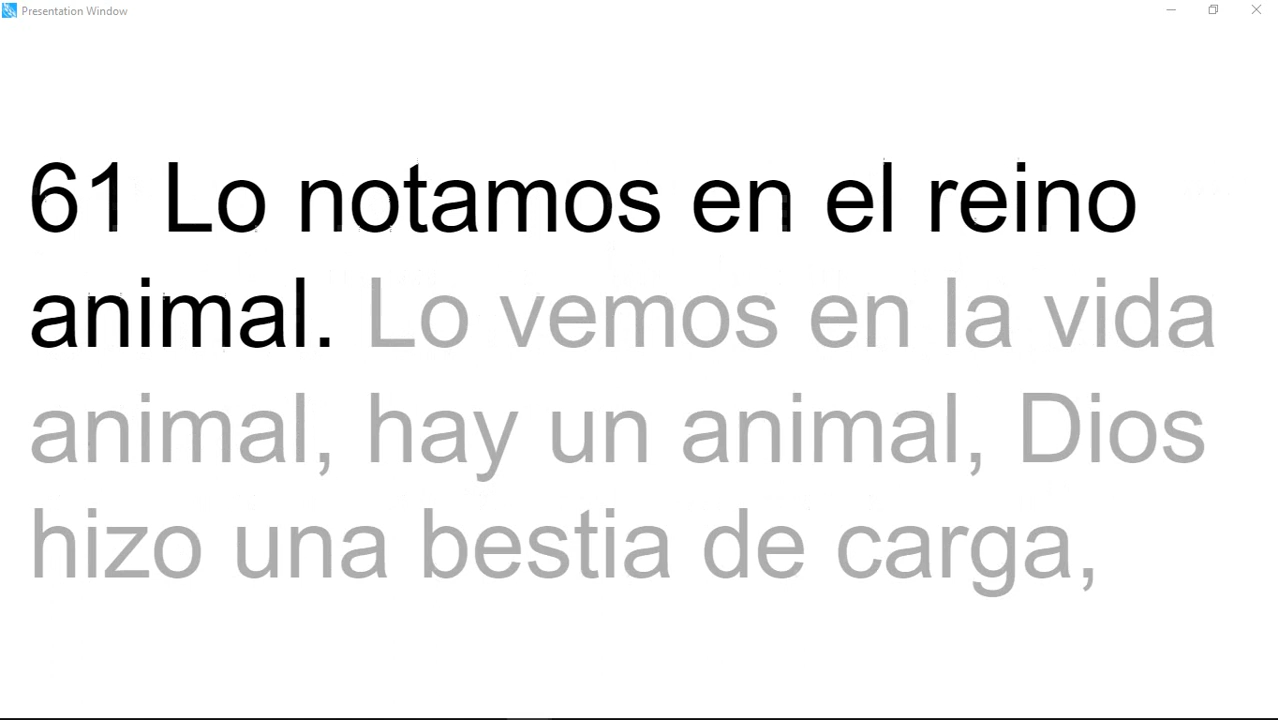 Presentation Window
61 Lo notamos en el reino
animal. Lo vemos en la vida
animal, hay un animal, Dios
hizo una bestia de carga,